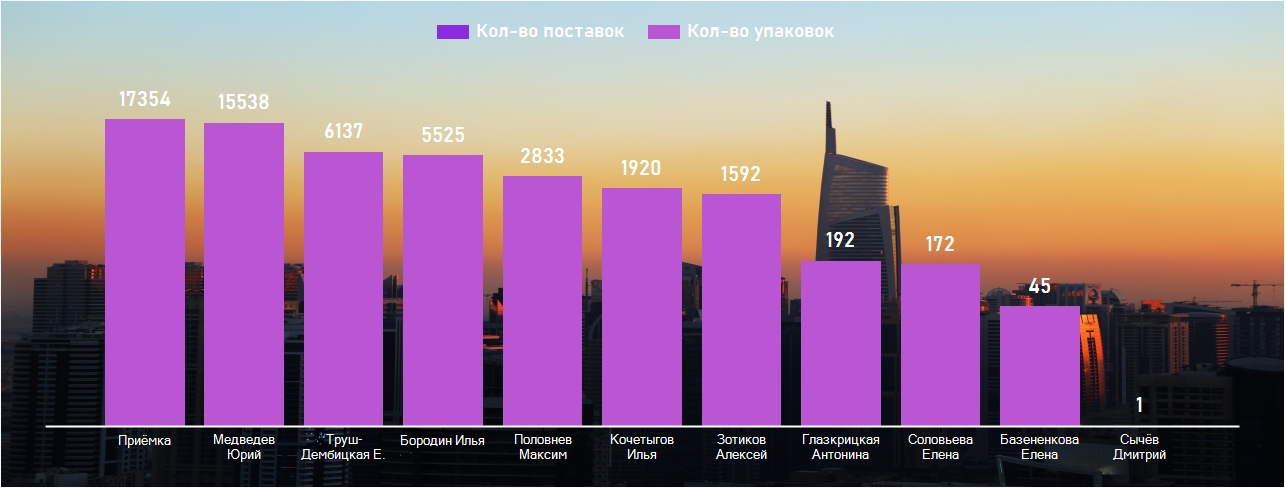 Кол-во поставок Кол-во упаковок
17354
15538
6137
5525
2833
1920
1592
192
172
45
1
Приёмка
Медведев
Юрий
Труш-
Дембицкая Е.
Бородин Илья
Половнев
Максим
Кочетыгов
Илья
Зотиков
Алексей
Глазкрицкая
Антонина
Соловьева
Елена
Базененкова
Елена
Сычёв
Дмитрий